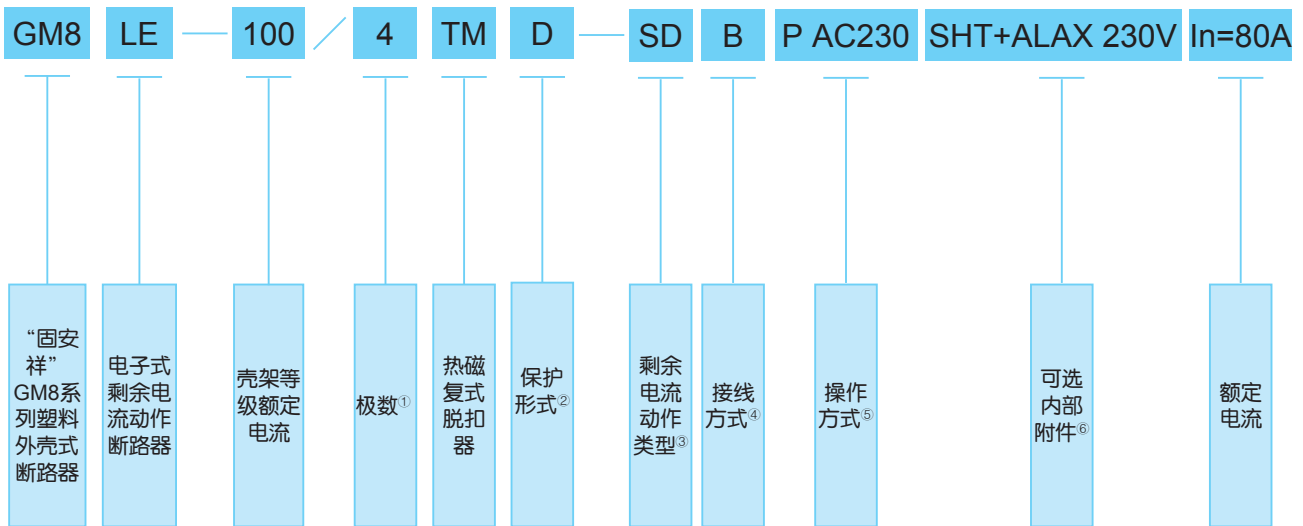 GM8 LE — 100 / 4 TM D — SD B P AC230 SHT+ALAX 230V In=80A
“固安
祥”
GM8系
列塑料
外壳式
断路器
电子式
剩余电
流动作
断路器
壳架等
级额定
电流
极数①
热磁
复式
脱扣
器
保护
形式②
剩余
电流
动作
类型③
接线
方式④
操作
方式⑤
可选
内部
附件⑥
额定
电流